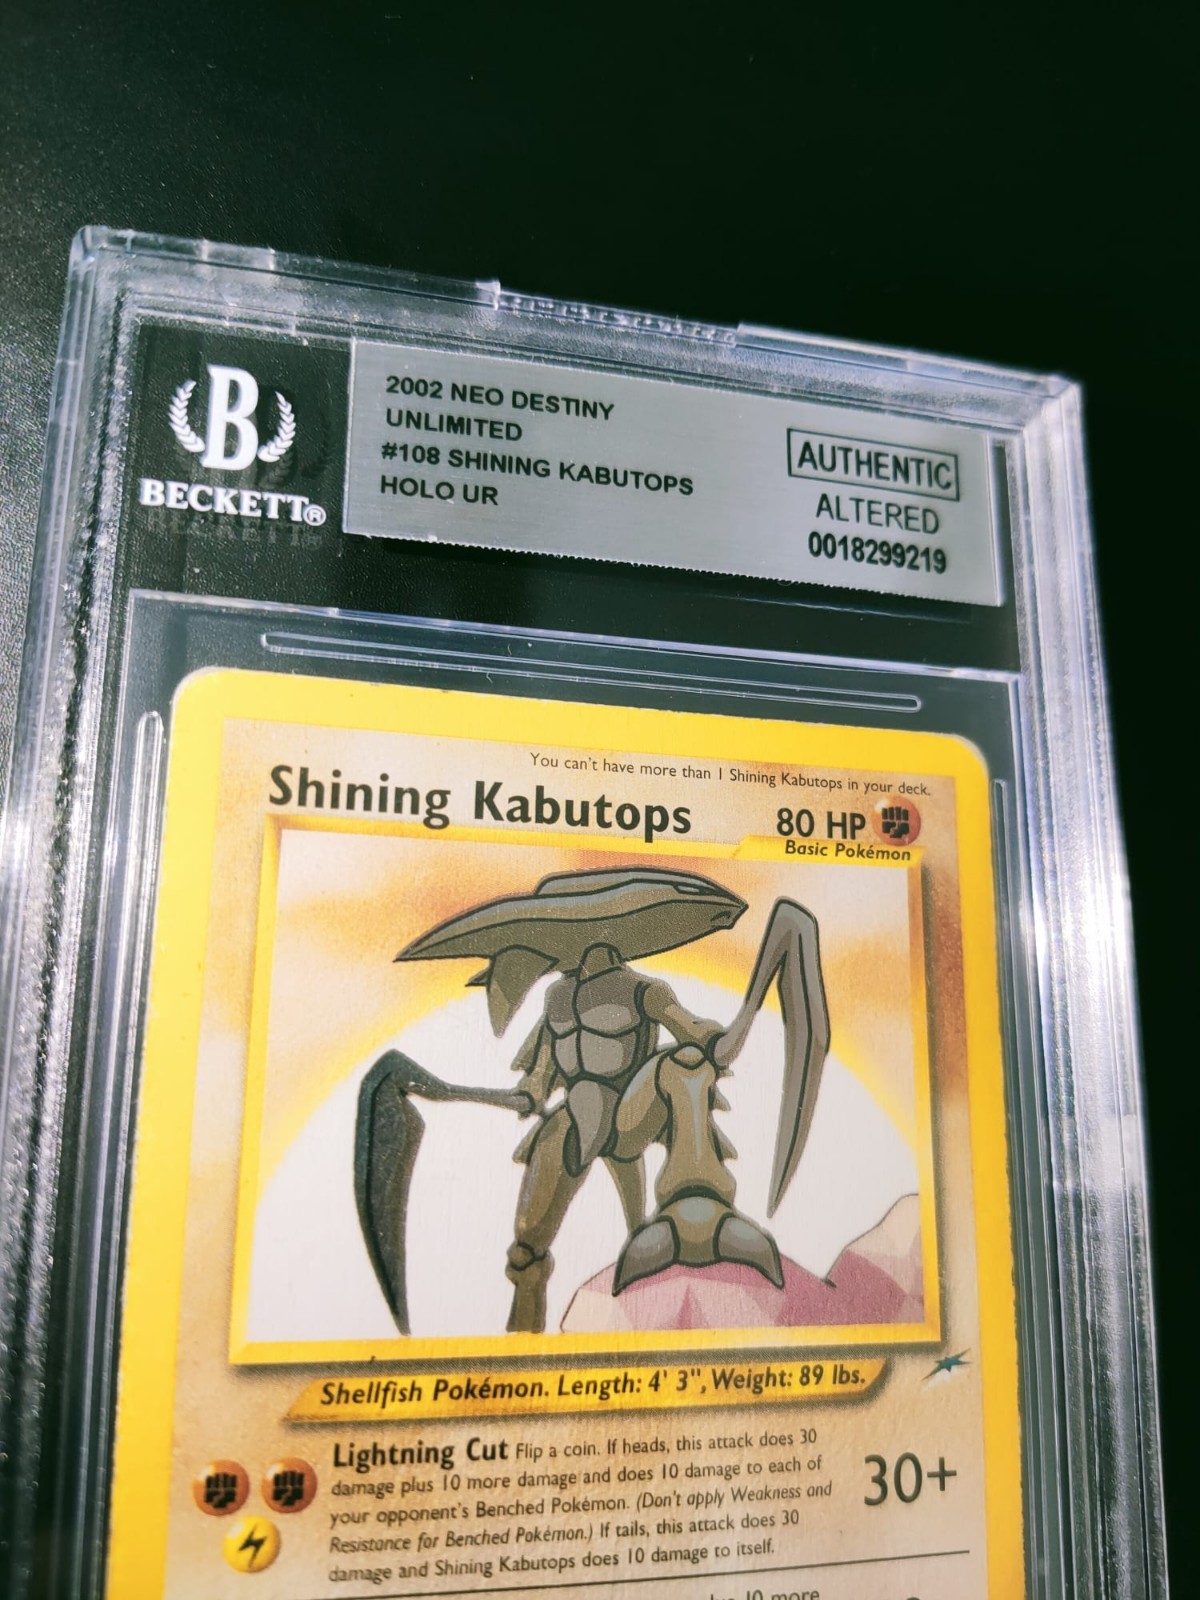 B
BECKETT®
2002 NEO DESTINY
UNLIMITED
#108 SHINING KABUTOPS
HOLO UR
AUTHENTIC
ALTERED
0018299219
You can't have more than 1 Shining Kabutops in your deck.
Shining Kabutops
80 HP
Basic Pokémon
Shellfish Pokémon. Length: 4' 3", Weight: 89 lbs.
Lightning Cut Flip a coin. If heads, this attack does 30
damage plus 10 more damage and does 10 damage to each of
your opponent's Benched Pokémon. (Don't apply Weakness and
Resistance for Benched Pokémon.) If tails, this attack does 30
damage and Shining Kabutops does 10 damage to itself.
30+
10 more